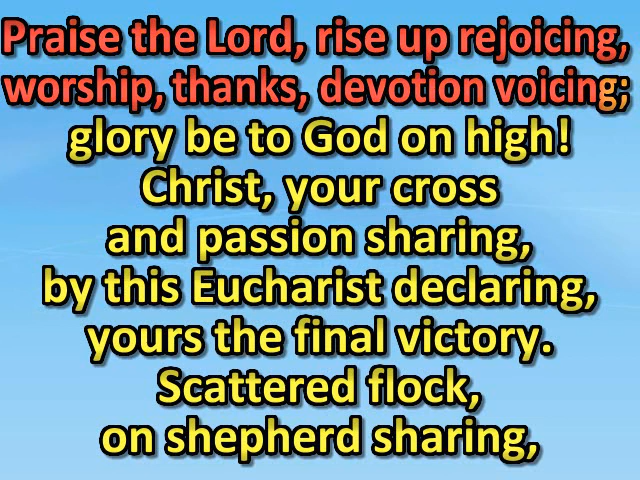 Praise the Lord, rise up rejoicing,
worship, thanks, devotion voicing;
glory be to God on high!
Christ, your cross
and passion sharing,
by this Eucharist declaring,
yours the final victory.
Scattered flock,
on shepherd sharing,